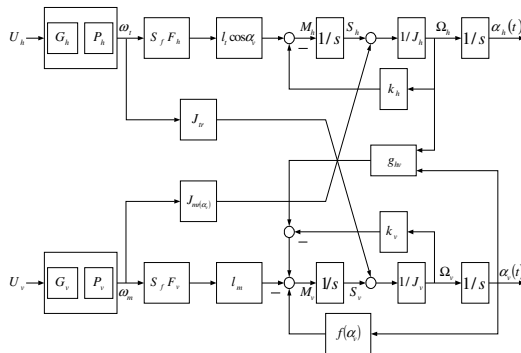 U_h G_h P_h ω_t S_f F_h l_t cosα_v − M_h 1/s S_h 1/J_h Ω_h 1/s α_h(t)
k_h
J_tr
g_hv
J_mr(α_v)
− k_v
U_v G_v P_v ω_m S_f F_v l_m − M_v 1/s S_v 1/J_v Ω_v 1/s α_v(t)
f(α_v)